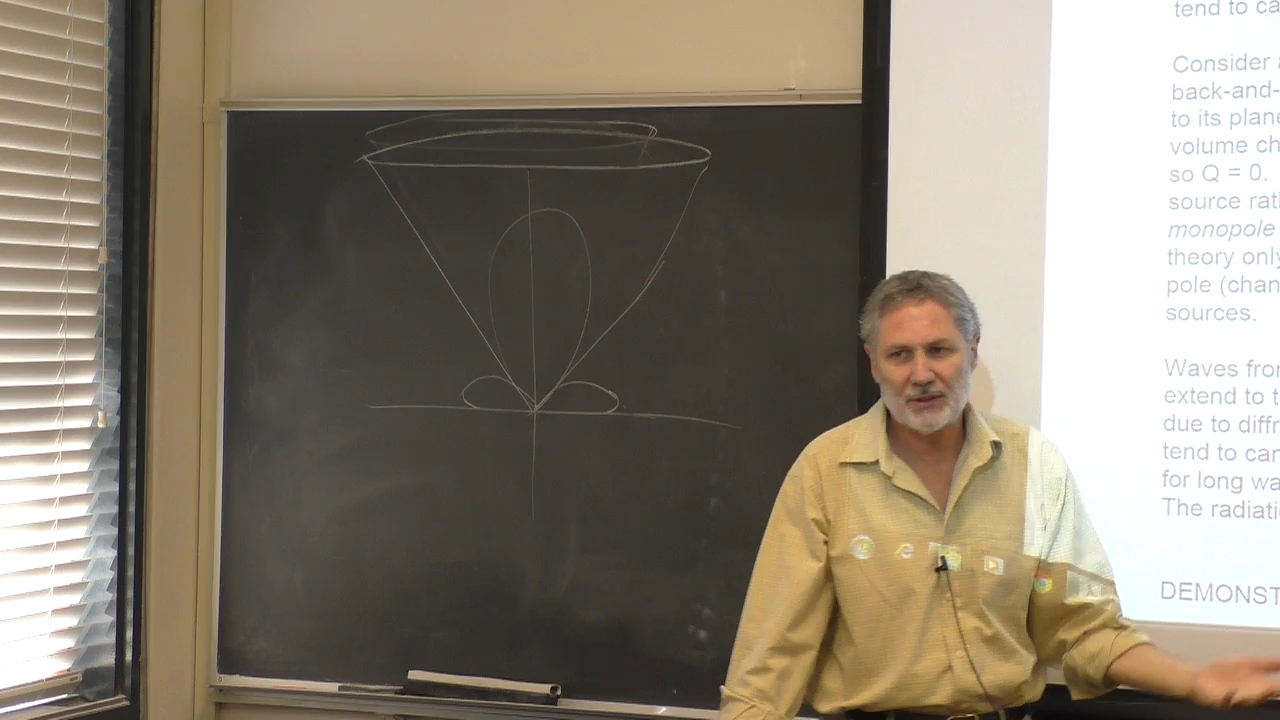 tend to ca
Consider
back-and-
to its plane
volume ch
so Q = 0.
source rat
monopole
theory only
pole (chan
sources.
Waves from
extend to t
due to diffr
tend to can
for long wa
The radiati
DEMONST